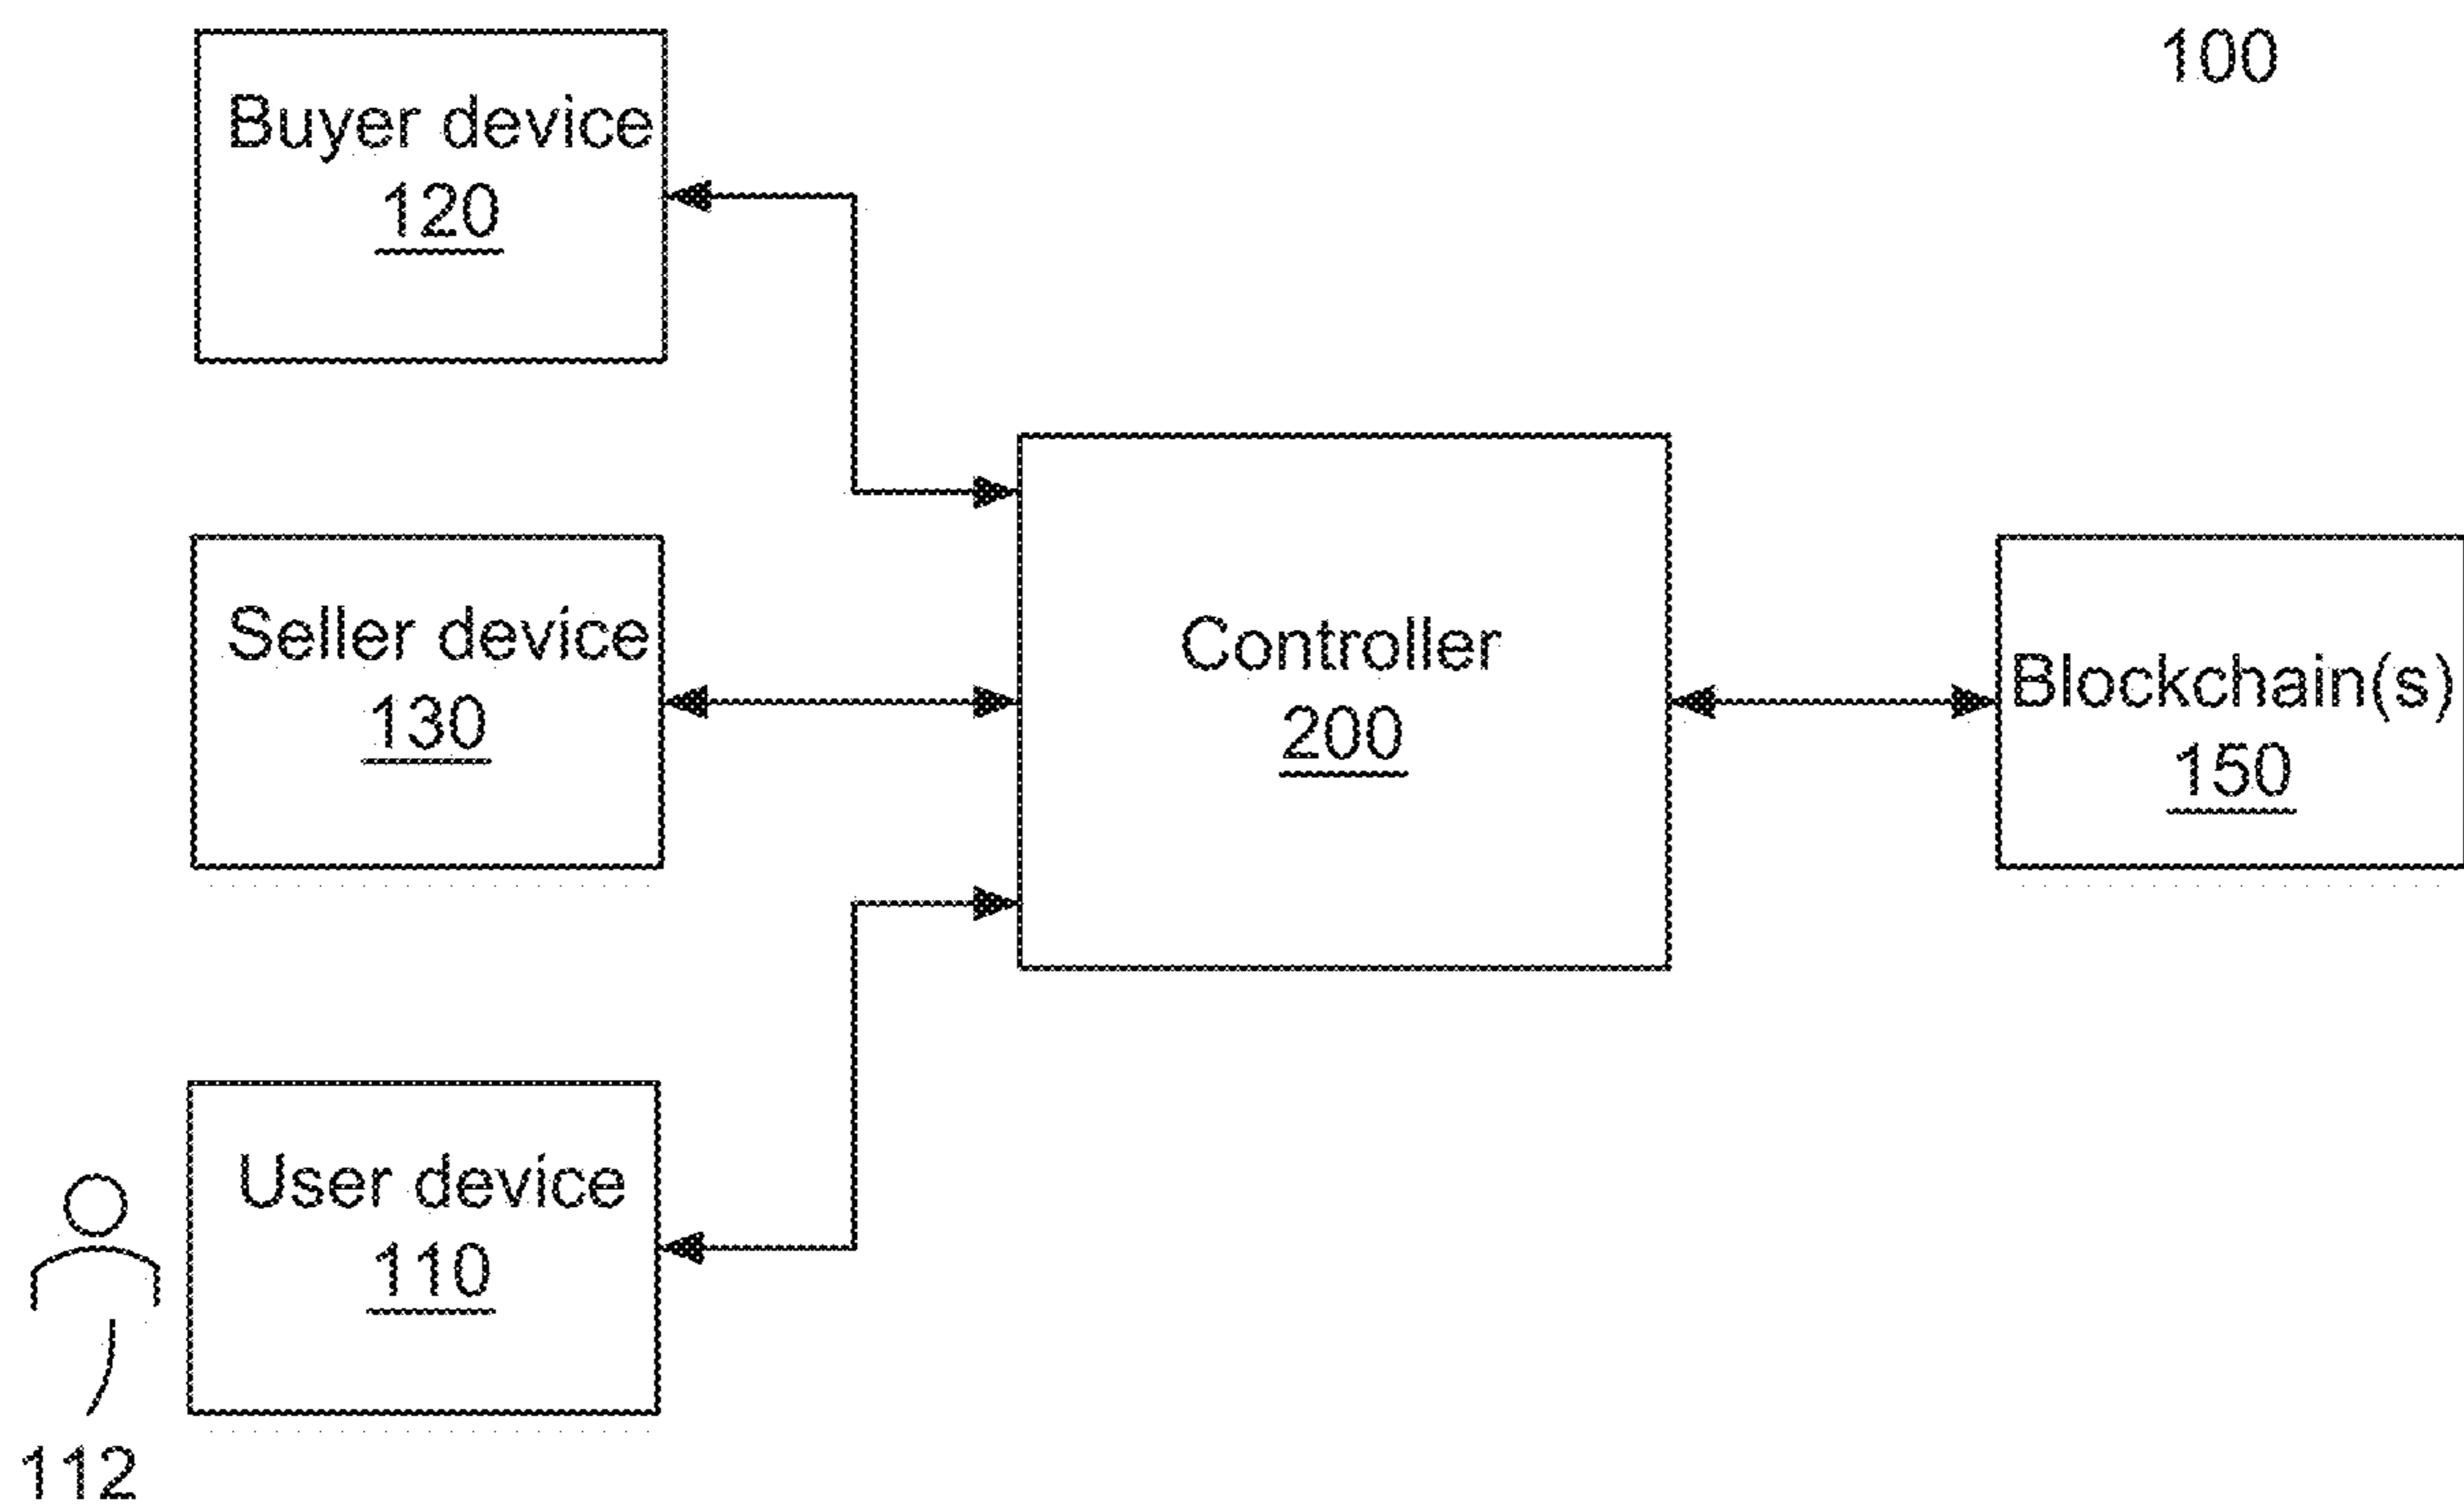 100
Buyer device
120
Seller device
130
Controller
200
Blockchain(s)
150
User device
110
112